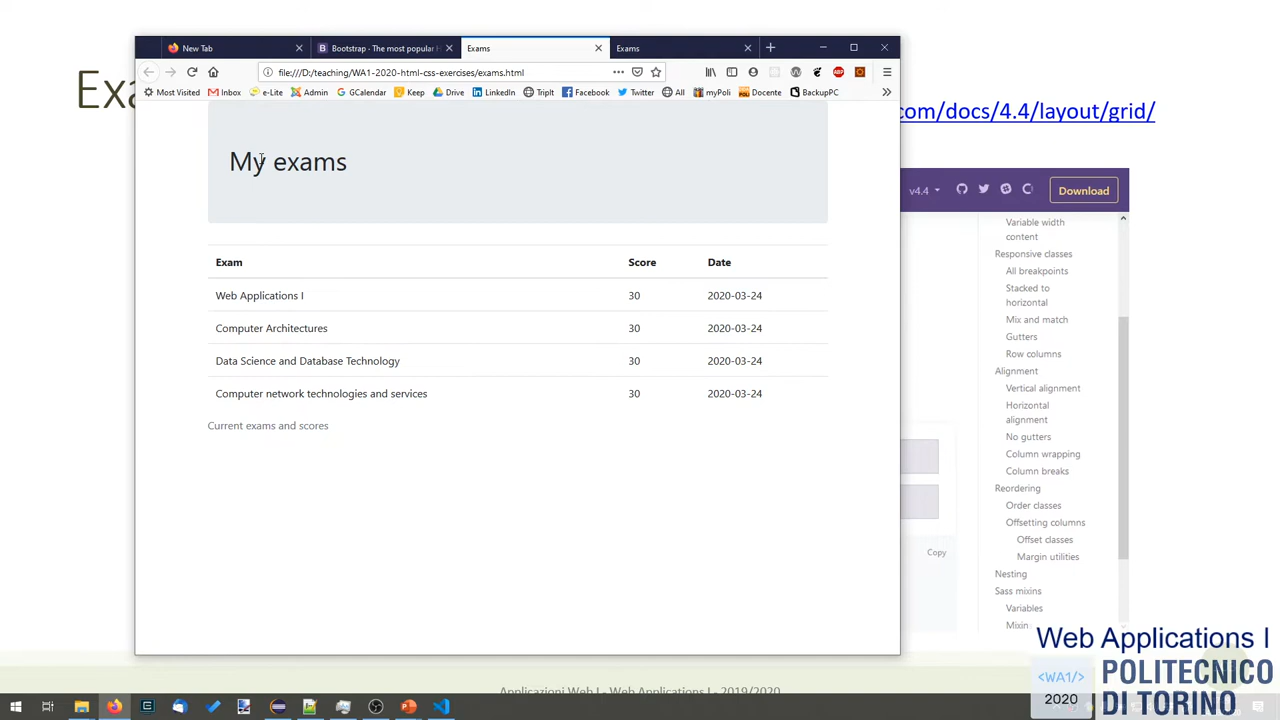 New Tab
Bootstrap - The most popular H
Exams
Exams
Exa
file:///D:/teaching/WA1-2020-html-css-exercises/exams.html
Most Visited Inbox e-Lite Admin GCalendar Keep Drive LinkedIn TripIt Facebook Twitter All myPoli Docente BackupPC
com/docs/4.4/layout/grid/
My exams
v4.4
Download
Variable width
content
Responsive classes
All breakpoints
Stacked to
horizontal
Mix and match
Gutters
Row columns
Alignment
Vertical alignment
Horizontal
alignment
No gutters
Column wrapping
Column breaks
Reordering
Order classes
Offsetting columns
Offset classes
Margin utilities
Nesting
Sass mixins
Variables
Mixin
Copy
Exam Score Date
Web Applications I 30 2020-03-24
Computer Architectures 30 2020-03-24
Data Science and Database Technology 30 2020-03-24
Computer network technologies and services 30 2020-03-24
Current exams and scores
Applicazioni Web I - Web Applications I - 2019/2020
Web Applications I
<WA1/>
2020
POLITECNICO
DI TORINO